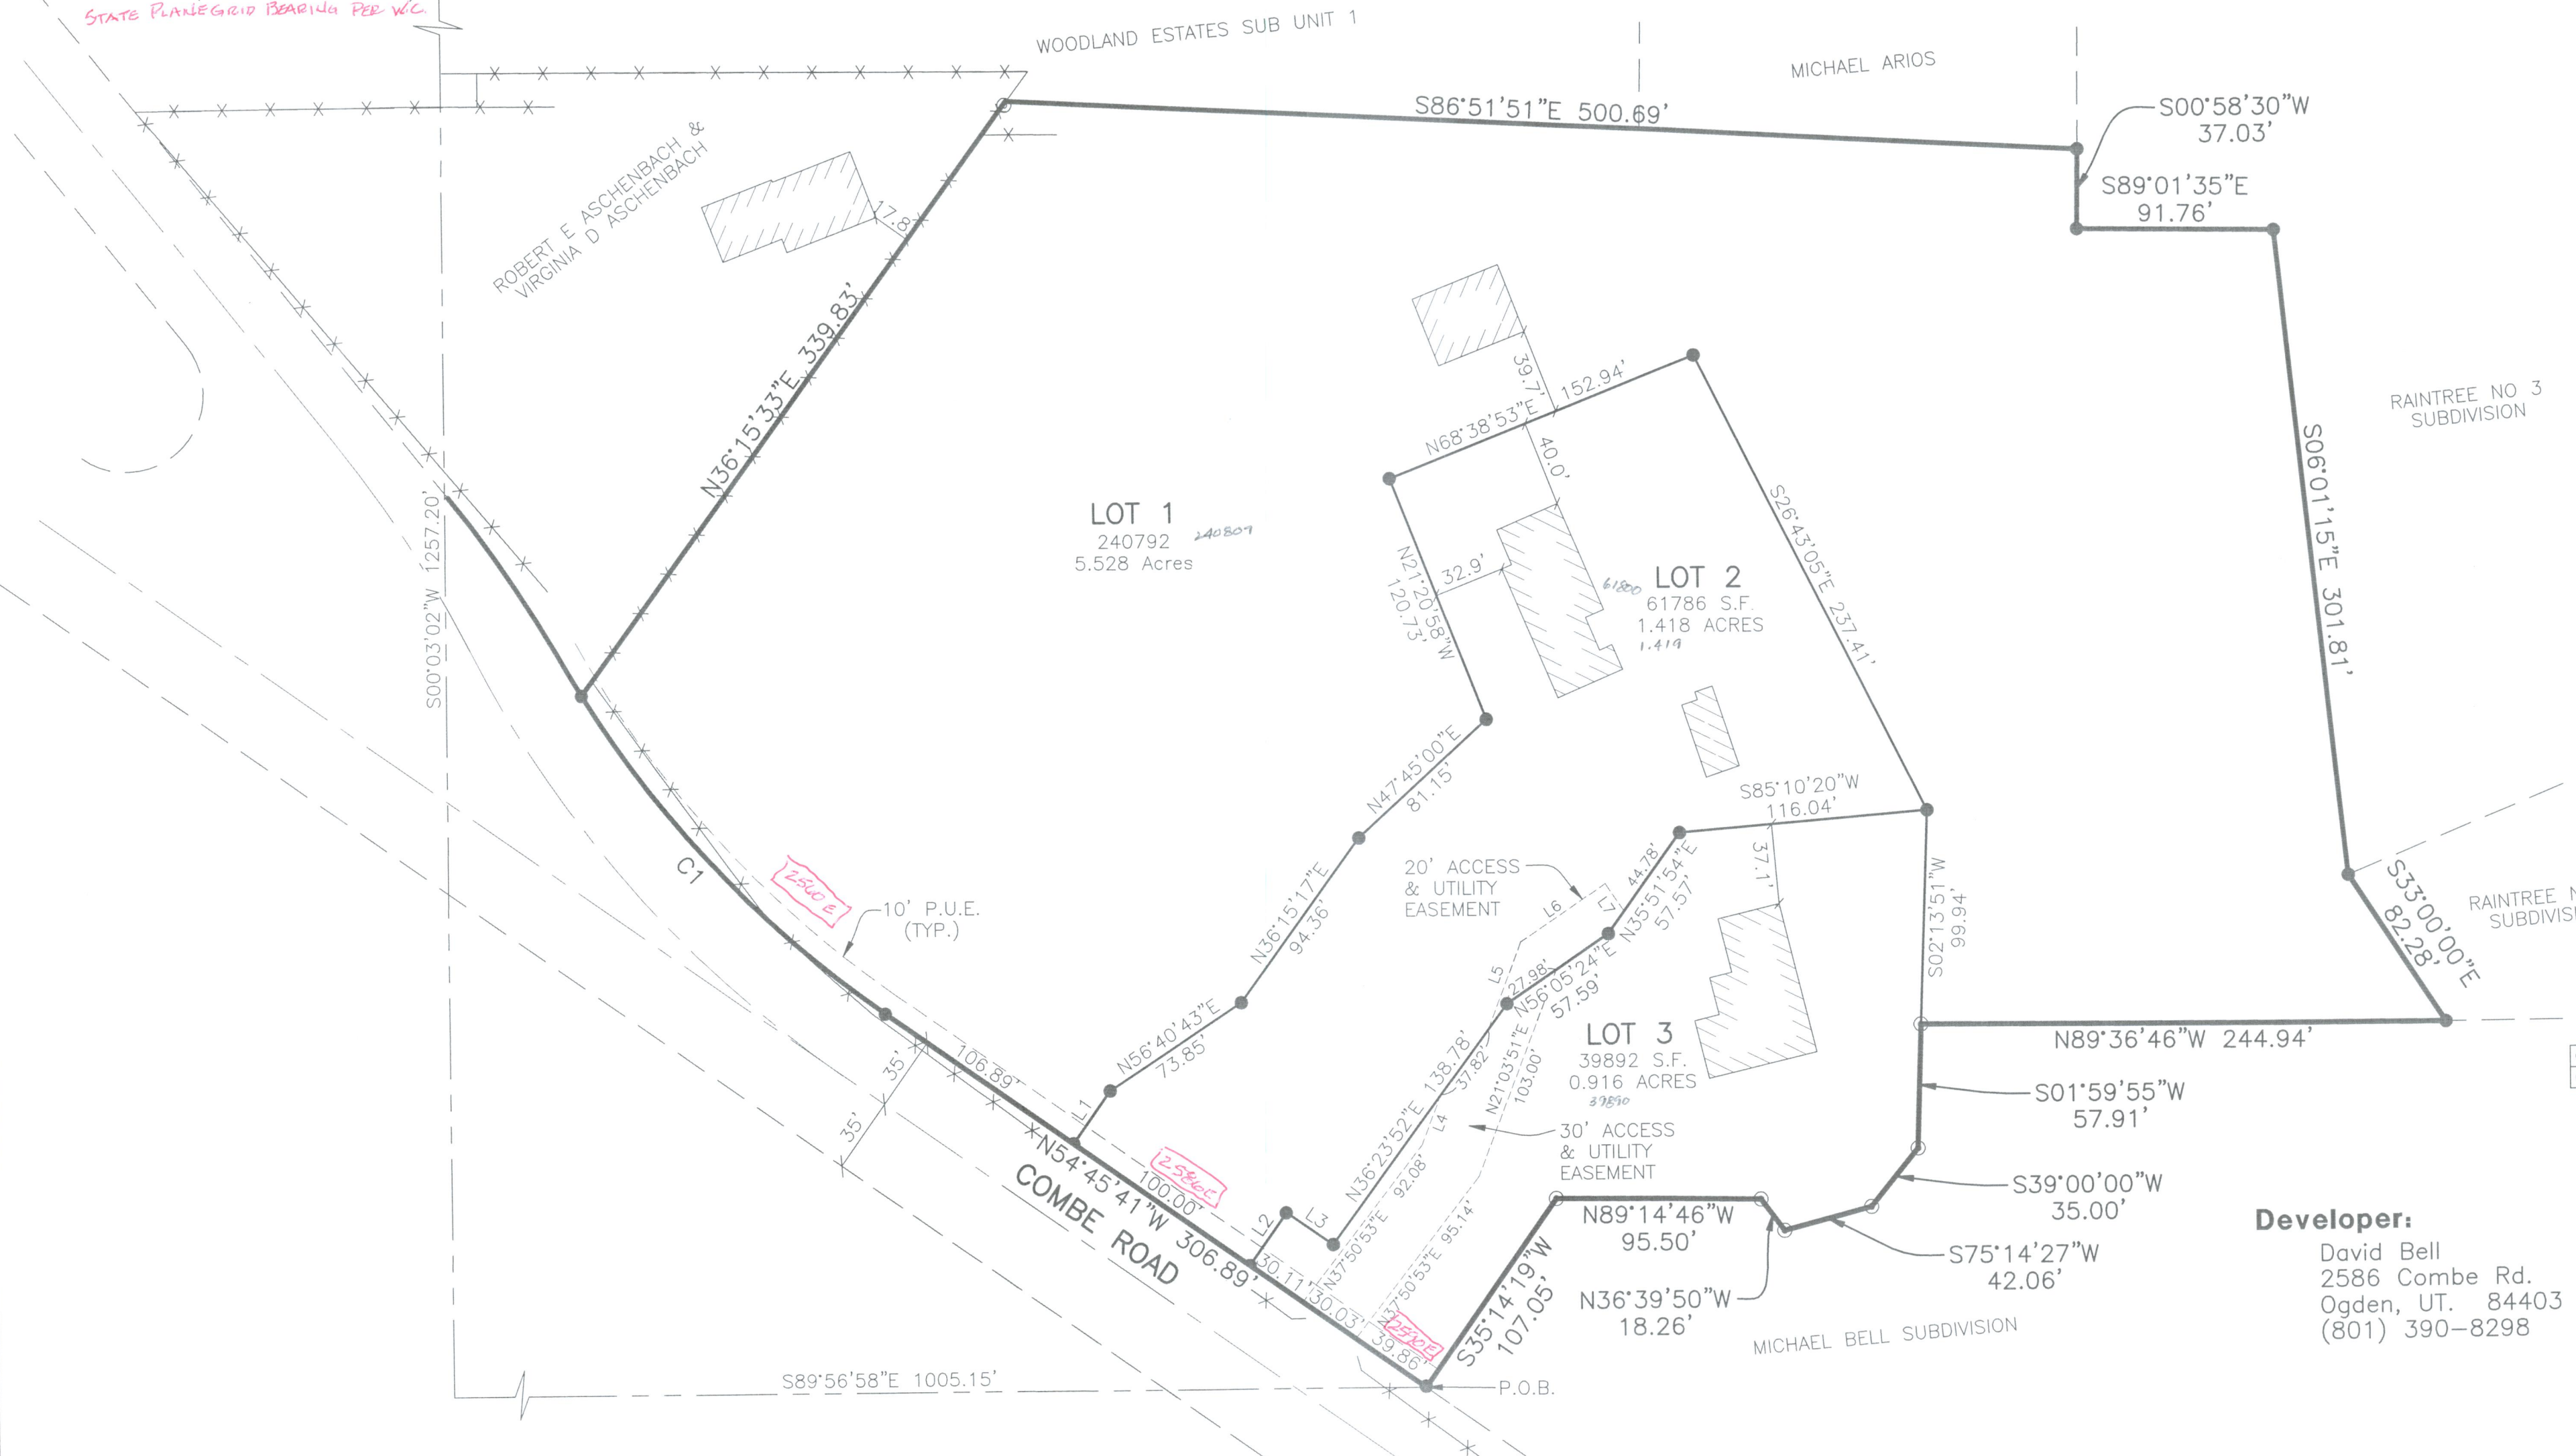 STATE PLANE GRID BEARING PER W.C.
WOODLAND ESTATES SUB UNIT 1
MICHAEL ARIOS
S86°51'51"E 500.69'
S00°58'30"W
37.03'
S89°01'35"E
91.76'
ROBERT E ASCHENBACH &
VIRGINIA D ASCHENBACH
17.8
N36°15'33"E 339.83'
39.7'
152.94'
N68°38'53"E
40.0'
RAINTREE NO 3
SUBDIVISION
S06°01'15"E 301.81'
S00°03'02"W 1257.20'
LOT 1
240792
240809
5.528 Acres
N21°20'58"W
120.73'
32.9'
LOT 2
61800
61786 S.F.
1.418 ACRES
1.419
S26°43'05"E 237.41'
N47°45'00"E
81.15'
S85°10'20"W
116.04'
37.1'
C1
2560 E
10' P.U.E.
(TYP.)
20' ACCESS
& UTILITY
EASEMENT
L6
L7
44.78'
N35°51'54"E
57.57'
S02°13'51"W
99.94'
S33°00'00"E
82.28'
RAINTREE N
SUBDIVIS
N36°15'17"E
94.36'
L5
27.98'
N56°05'24"E
57.59'
N56°40'43"E
73.85'
LOT 3
39892 S.F.
0.916 ACRES
39890
N89°36'46"W 244.94'
35'
35'
106.89'
L1
N36°23'52"E 138.78'
37.82'
L4
N21°03'51"E
103.00'
30' ACCESS
& UTILITY
EASEMENT
S01°59'55"W
57.91'
N54°45'41"W 306.89'
COMBE ROAD
2586 E
100.00'
L2
L3
N37°50'53"E 92.08'
N37°50'53"E 95.14'
N89°14'46"W
95.50'
S39°00'00"W
35.00'
S75°14'27"W
42.06'
N36°39'50"W
18.26'
30.11'
30.03'
39.86'
2590 E
S35°14'19"W
107.05'
MICHAEL BELL SUBDIVISION
Developer:
David Bell
2586 Combe Rd.
Ogden, UT. 84403
(801) 390-8298
S89°56'58"E 1005.15'
P.O.B.